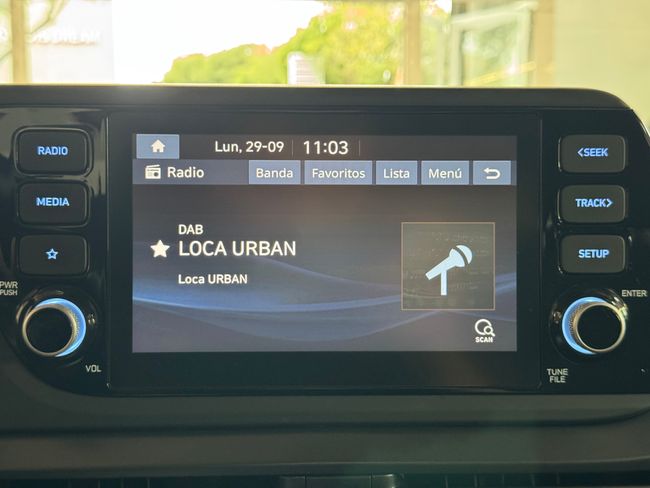 RADIO
MEDIA
PWR
PUSH
VOL
Lun, 29-09 11:03
Radio Banda Favoritos Lista Menú
DAB
LOCA URBAN
Loca URBAN
SCAN
<SEEK
TRACK>
SETUP
ENTER
TUNE
FILE